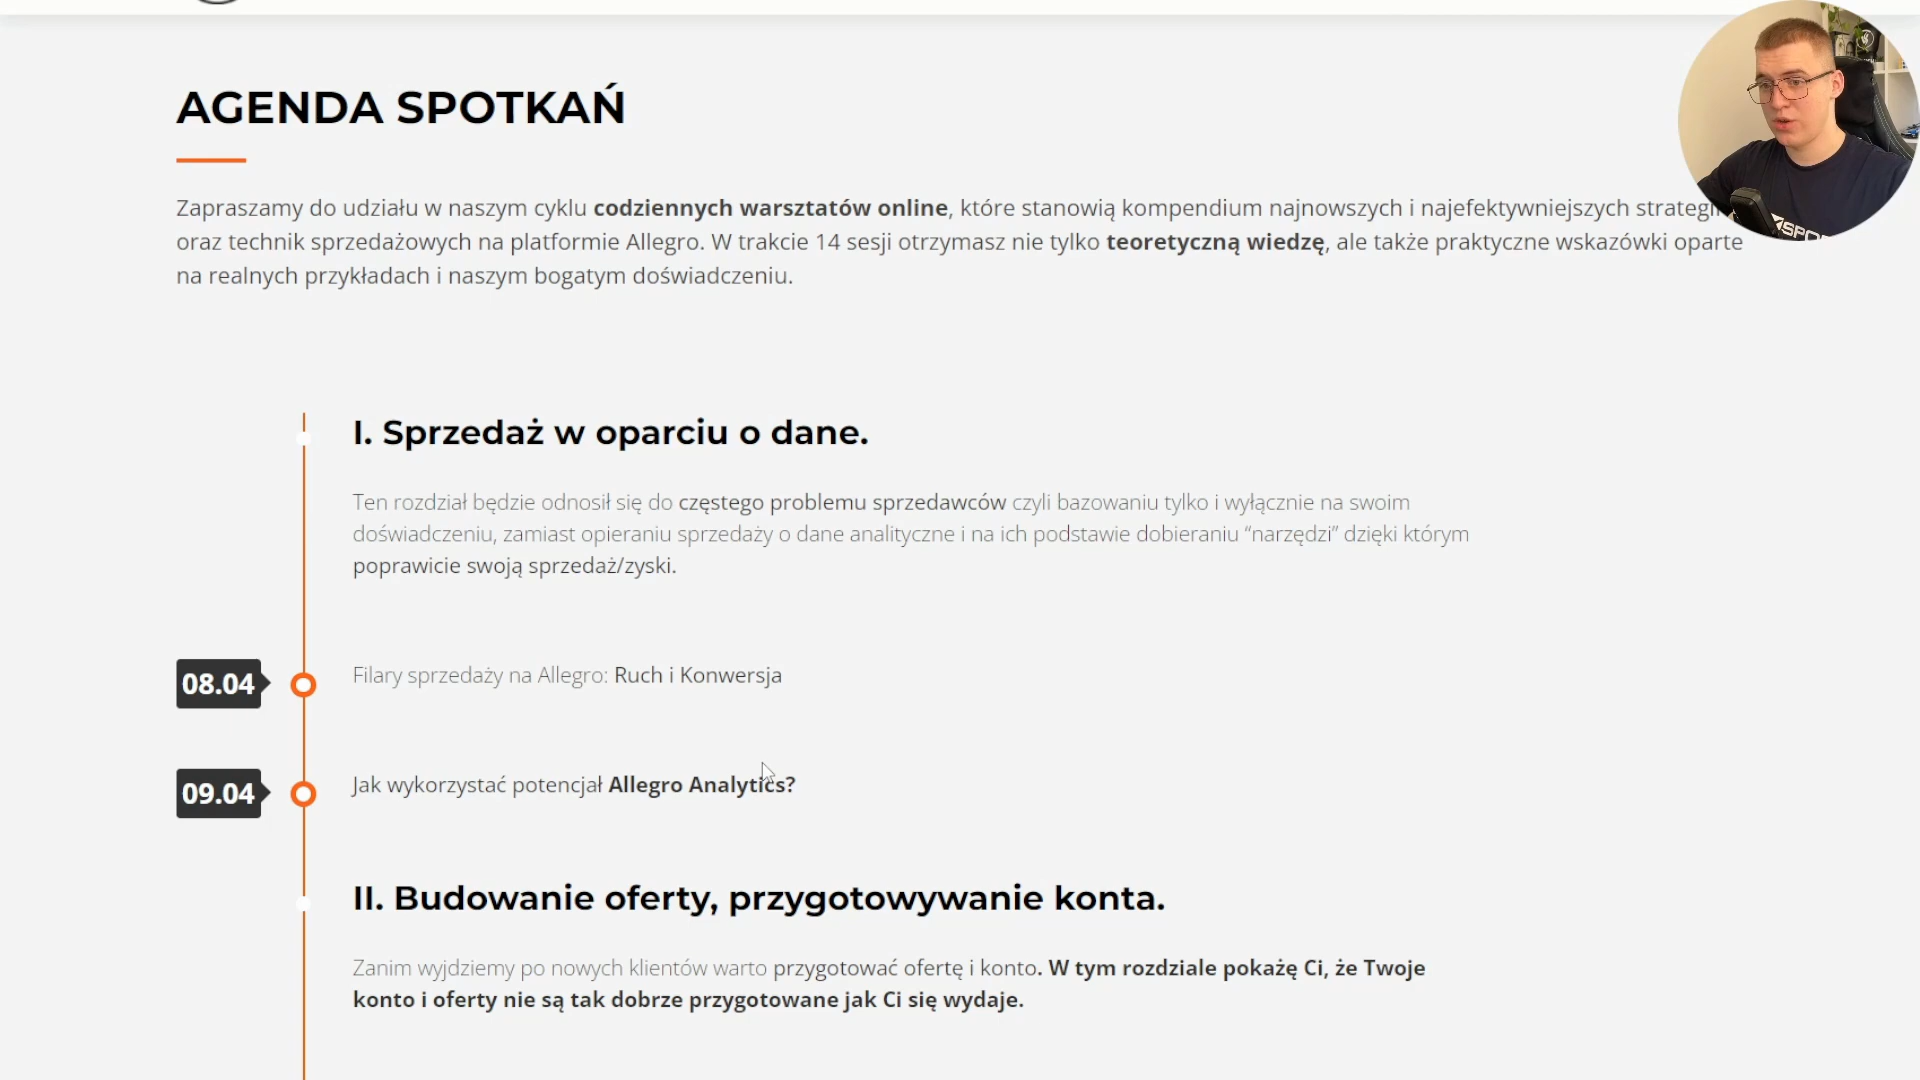 AGENDA SPOTKAŃ
Zapraszamy do udziału w naszym cyklu codziennych warsztatów online, które stanowią kompendium najnowszych i najefektywniejszych
oraz technik sprzedażowych na platformie Allegro. W trakcie 14 sesji otrzymasz nie tylko teoretyczną wiedzę, ale także praktyczne wskazówki oparte
na realnych przykładach i naszym bogatym doświadczeniu.
I. Sprzedaż w oparciu o dane.
Ten rozdział będzie odnosił się do częstego problemu sprzedawców czyli bazowaniu tylko i wyłącznie na swoim
doświadczeniu, zamiast opieraniu sprzedaży o dane analityczne i na ich podstawie dobieraniu “narzędzi” dzięki którym
poprawicie swoją sprzedaż/zyski.
08.04
Filary sprzedaży na Allegro: Ruch i Konwersja
09.04
Jak wykorzystać potencjał Allegro Analytics?
II. Budowanie oferty, przygotowywanie konta.
Zanim wyjdziemy po nowych klientów warto przygotować ofertę i konto. W tym rozdziale pokażę Ci, że Twoje
konto i oferty nie są tak dobrze przygotowane jak Ci się wydaje.